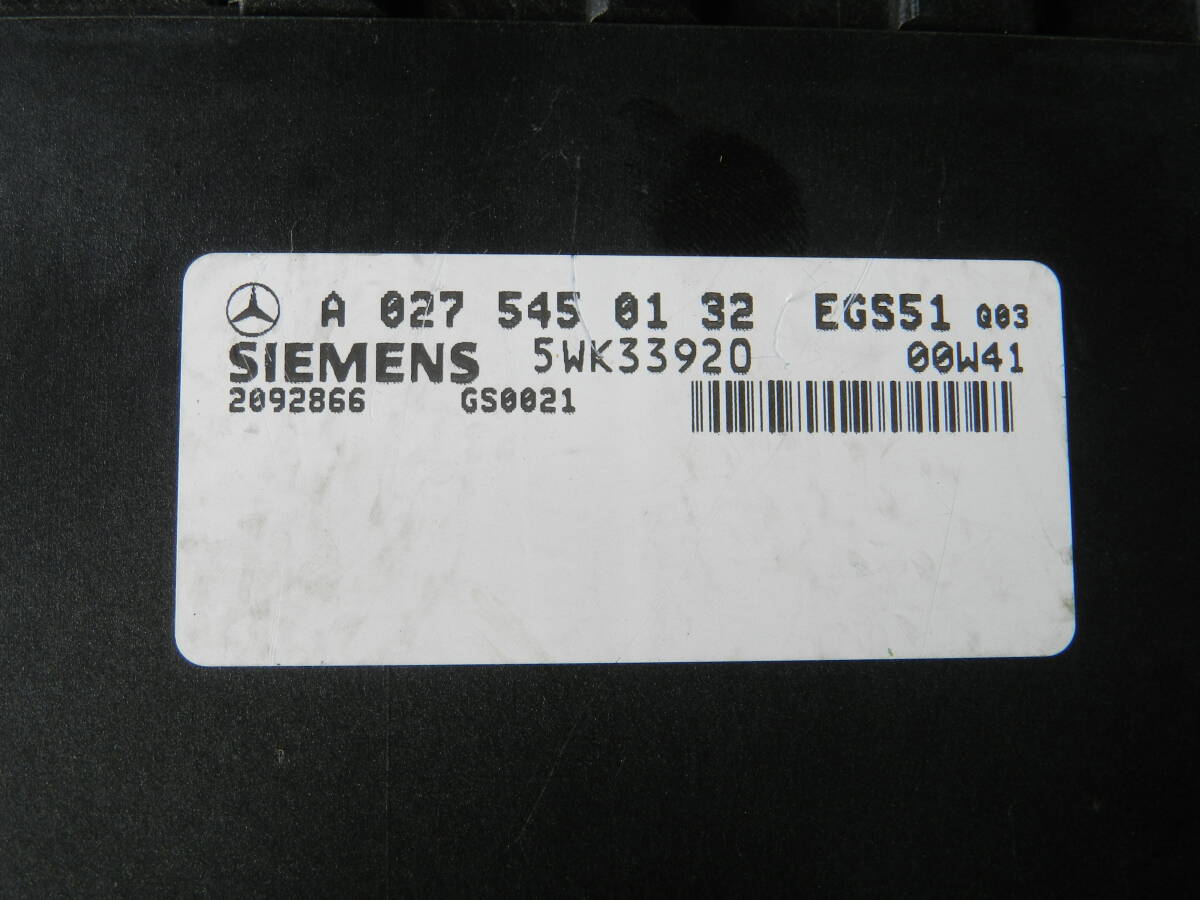 A 027 545 01 32 EGS51 Q03
SIEMENS 5WK33920 00W41
2092866 GS0021